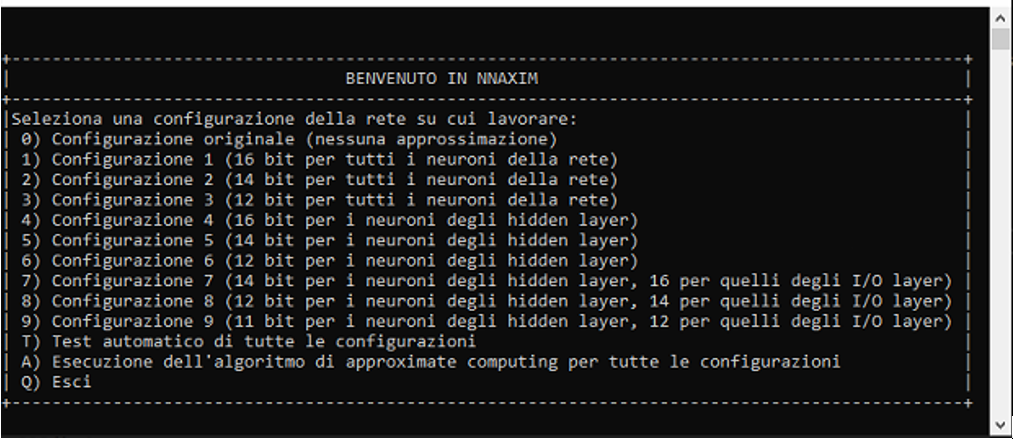 BENVENUTO IN NNAXIM
Seleziona una configurazione della rete su cui lavorare:
0) Configurazione originale (nessuna approssimazione)
1) Configurazione 1 (16 bit per tutti i neuroni della rete)
2) Configurazione 2 (14 bit per tutti i neuroni della rete)
3) Configurazione 3 (12 bit per tutti i neuroni della rete)
4) Configurazione 4 (16 bit per i neuroni degli hidden layer)
5) Configurazione 5 (14 bit per i neuroni degli hidden layer)
6) Configurazione 6 (12 bit per i neuroni degli hidden layer)
7) Configurazione 7 (14 bit per i neuroni degli hidden layer, 16 per quelli degli I/O layer)
8) Configurazione 8 (12 bit per i neuroni degli hidden layer, 14 per quelli degli I/O layer)
9) Configurazione 9 (11 bit per i neuroni degli hidden layer, 12 per quelli degli I/O layer)
T) Test automatico di tutte le configurazioni
A) Esecuzione dell'algoritmo di approximate computing per tutte le configurazioni
Q) Esci